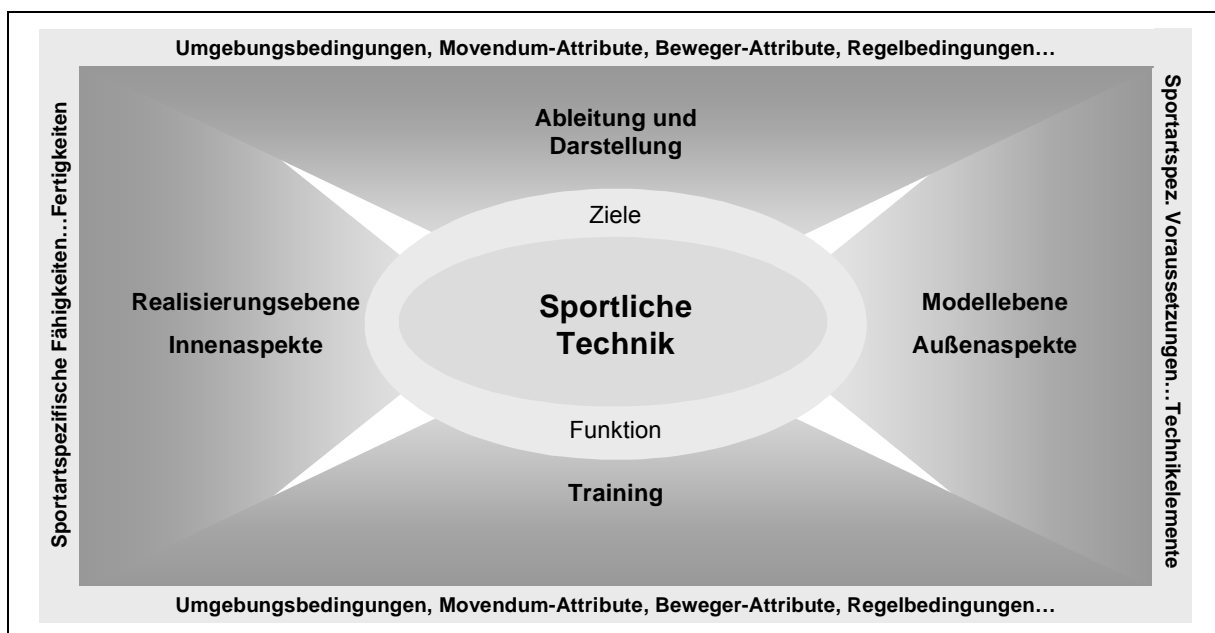 Umgebungsbedingungen, Movendum-Attribute, Beweger-Attribute, Regelbedingungen…
Sportartspezifische Fähigkeiten…Fertigkeiten
Sportartspez. Voraussetzungen…Technikelemente
Ableitung und
Darstellung
Ziele
Realisierungsebene
Innenaspekte
Sportliche
Technik
Modellebene
Außenaspekte
Funktion
Training
Umgebungsbedingungen, Movendum-Attribute, Beweger-Attribute, Regelbedingungen…